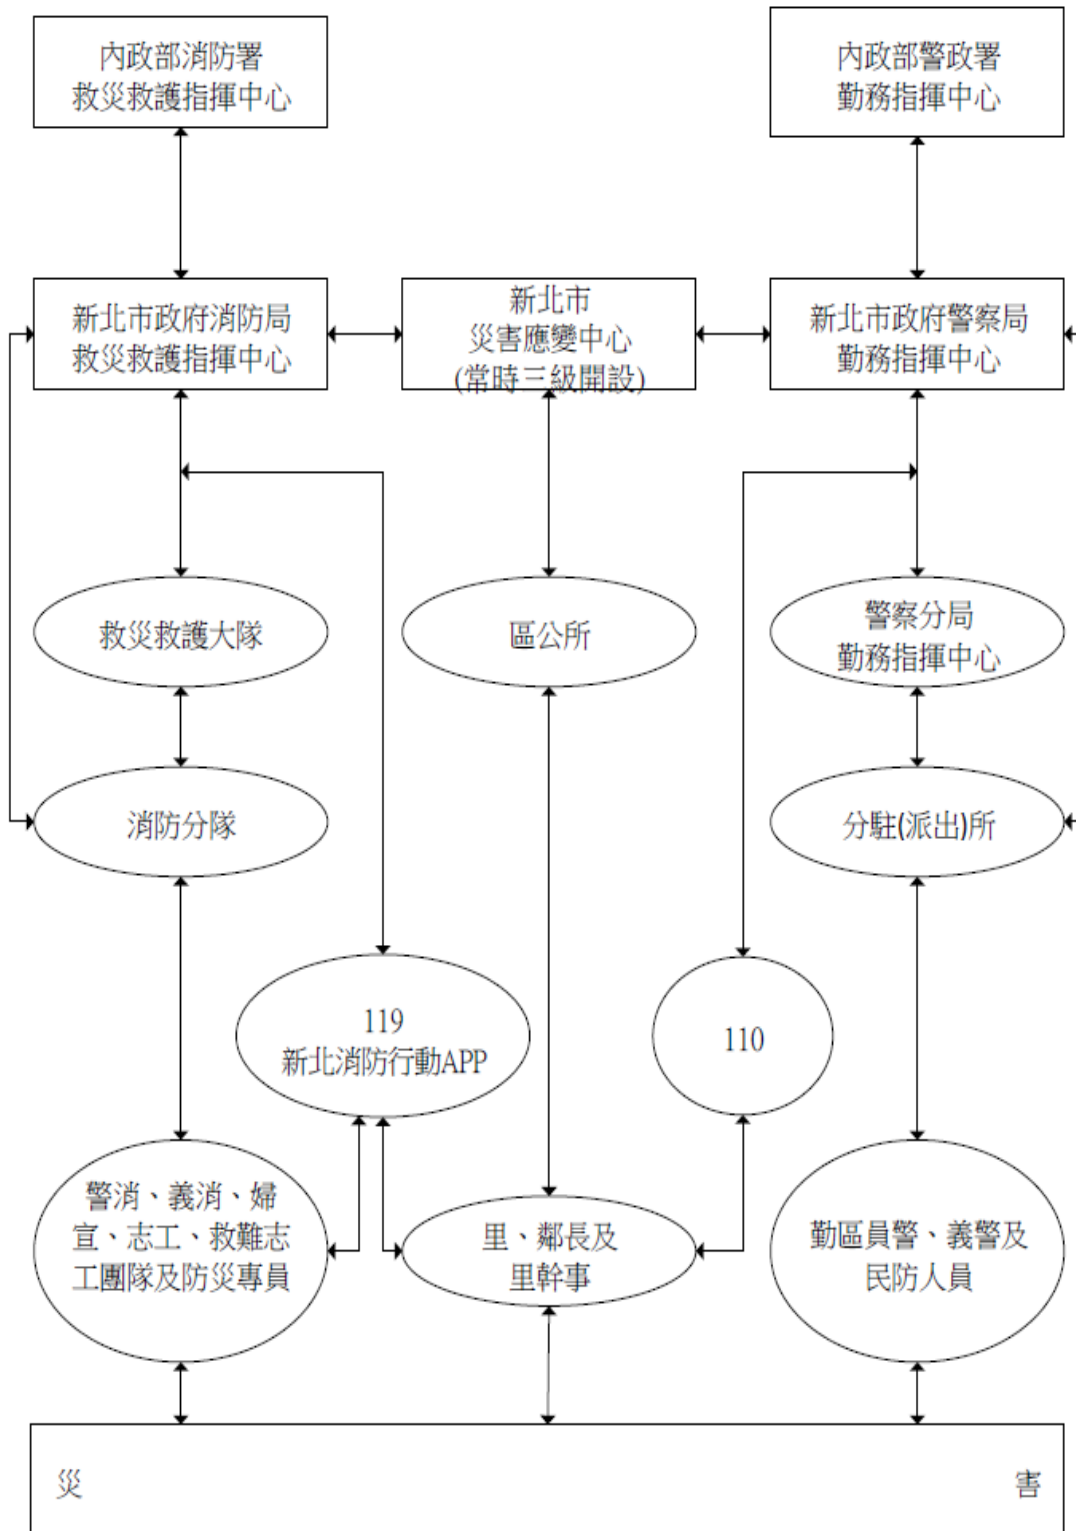 內政部消防署
救災救護指揮中心
內政部警政署
勤務指揮中心
新北市政府消防局
救災救護指揮中心
新北市
災害應變中心
(常時三級開設)
新北市政府警察局
勤務指揮中心
救災救護大隊
區公所
警察分局
勤務指揮中心
消防分隊
分駐(派出)所
119
新北消防行動APP
110
警消、義消、婦
宣、志工、救難志
工團隊及防災專員
里、鄰長及
里幹事
勤區員警、義警及
民防人員
災 害